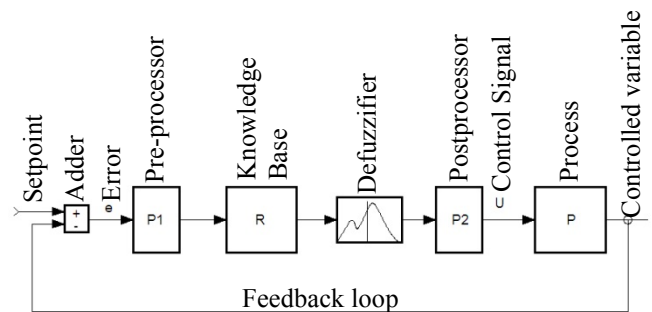 Setpoint
Adder
Error
Pre-processor
Knowledge
Base
Defuzzifier
Postprocessor
Control Signal
Process
Controlled variable
+
-
e
P1
R
P2
U
P
Feedback loop